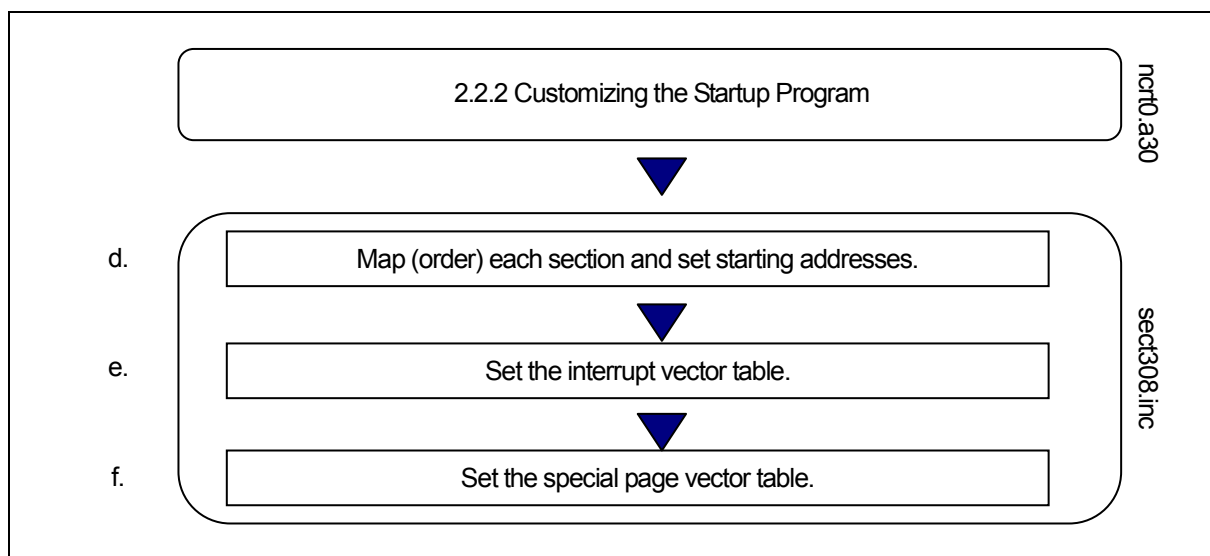 2.2.2 Customizing the Startup Program
ncrt0.a30
d.
Map (order) each section and set starting addresses.
e.
Set the interrupt vector table.
f.
Set the special page vector table.
sect308.inc